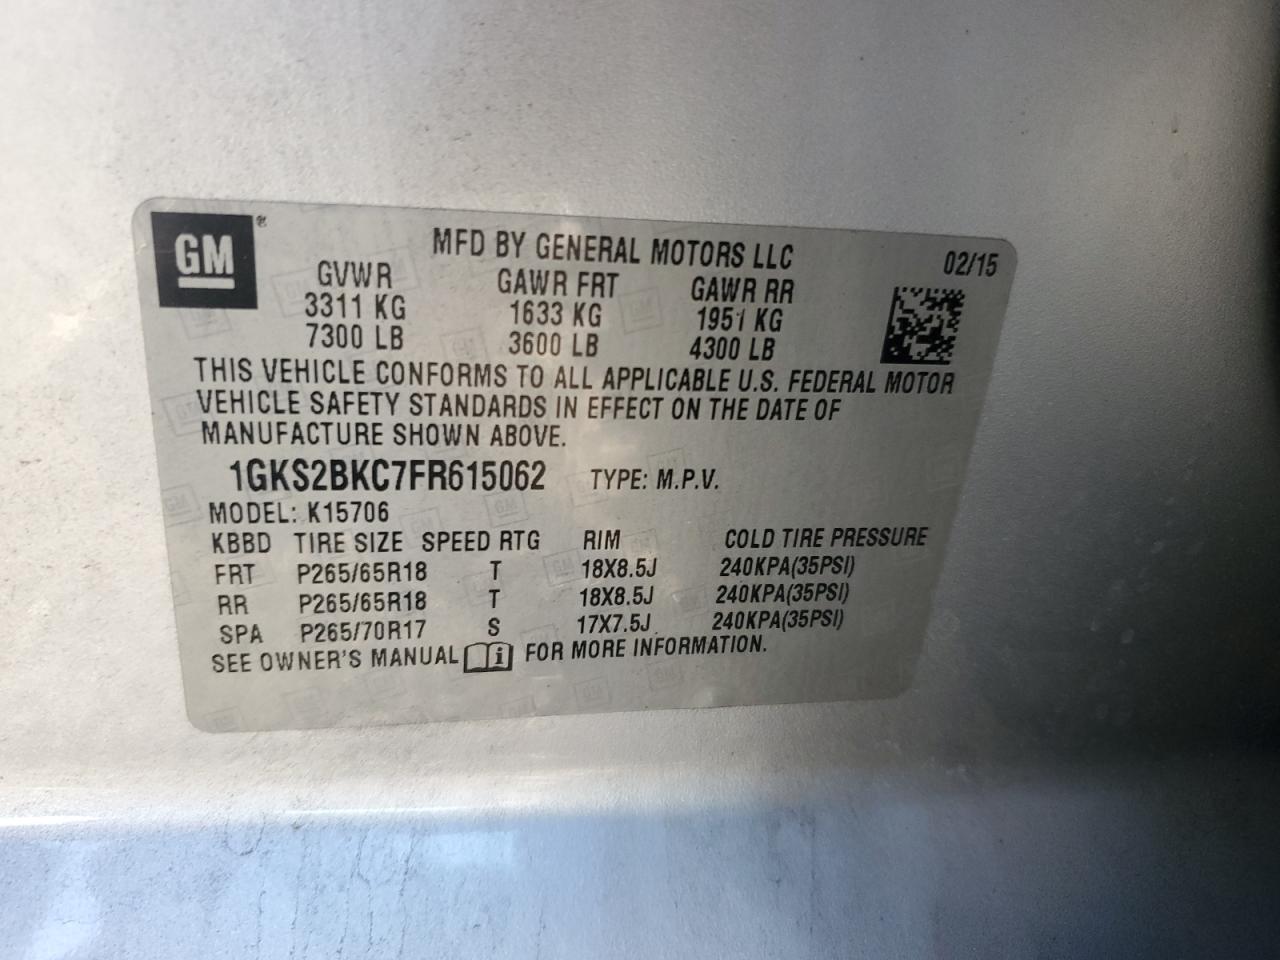 GM ®
MFD BY GENERAL MOTORS LLC 02/15
GVWR GAWR FRT GAWR RR
3311 KG 1633 KG 1951 KG
7300 LB 3600 LB 4300 LB
THIS VEHICLE CONFORMS TO ALL APPLICABLE U.S. FEDERAL MOTOR
VEHICLE SAFETY STANDARDS IN EFFECT ON THE DATE OF
MANUFACTURE SHOWN ABOVE.
1GKS2BKC7FR615062 TYPE: M.P.V.
MODEL: K15706
KBBD TIRE SIZE SPEED RTG RIM COLD TIRE PRESSURE
FRT P265/65R18 T 18X8.5J 240KPA(35PSI)
RR P265/65R18 T 18X8.5J 240KPA(35PSI)
SPA P265/70R17 S 17X7.5J 240KPA(35PSI)
SEE OWNER'S MANUAL i FOR MORE INFORMATION.